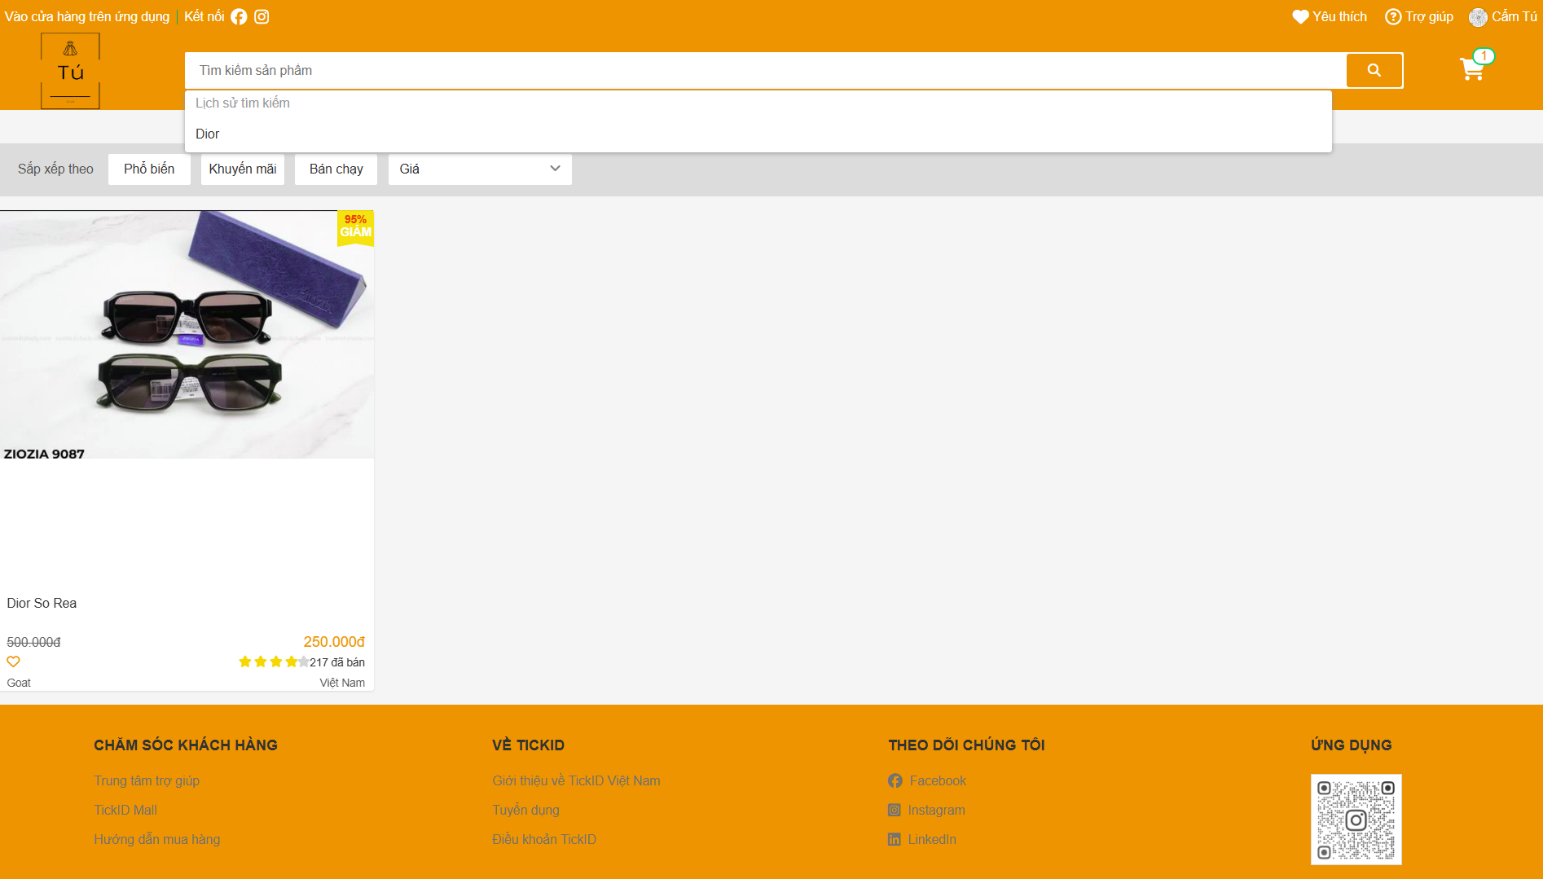 Vào cửa hàng trên ứng dụng
Kết nối
Yêu thích
Trợ giúp
Cẩm Tú
Tú
Tìm kiếm sản phẩm
1
Lịch sử tìm kiếm
Dior
Sắp xếp theo
Phổ biến
Khuyến mãi
Bán chạy
Giá
95%
GIẢM
ZIOZIA 9087
Dior So Rea
500.000đ
250.000đ
217 đã bán
Goat
Việt Nam
CHĂM SÓC KHÁCH HÀNG
Trung tâm trợ giúp
TickID Mall
Hướng dẫn mua hàng
VỀ TICKID
Giới thiệu về TickID Việt Nam
Tuyển dụng
Điều khoản TickID
THEO DÕI CHÚNG TÔI
Facebook
Instagram
LinkedIn
ỨNG DỤNG